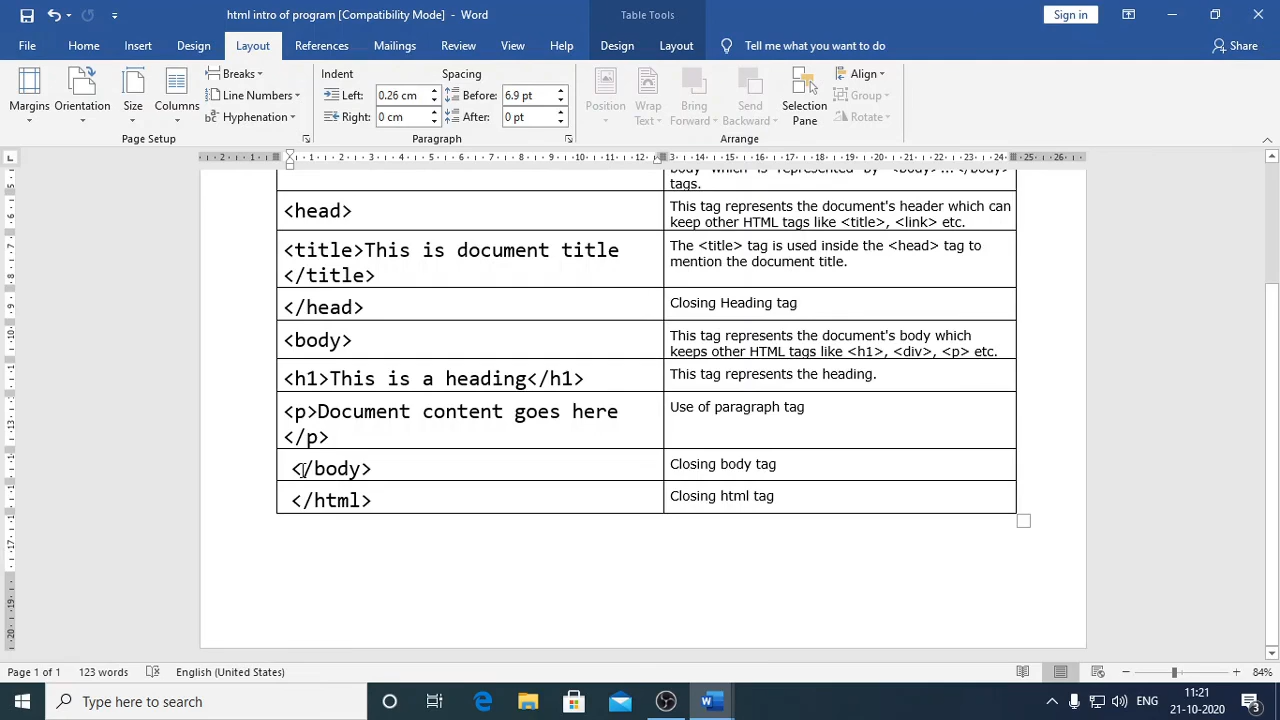 html intro of program [Compatibility Mode] - Word
Table Tools
Sign in
File Home Insert Design Layout References Mailings Review View Help Design Layout Tell me what you want to do Share
Margins
Orientation
Size
Columns
Breaks
Line Numbers
Hyphenation
Page Setup
Indent
Left: 0.26 cm
Right: 0 cm
Spacing
Before: 6.9 pt
After: 0 pt
Paragraph
Position
Wrap
Text
Bring
Forward
Send
Backward
Selection
Pane
Align
Group
Rotate
Arrange
body which is represented by <body>...</body>
tags.
<head>
This tag represents the document's header which can
keep other HTML tags like <title>, <link> etc.
<title>This is document title
</title>
The <title> tag is used inside the <head> tag to
mention the document title.
</head>
Closing Heading tag
<body>
This tag represents the document's body which
keeps other HTML tags like <h1>, <div>, <p> etc.
<h1>This is a heading</h1>
This tag represents the heading.
<p>Document content goes here
</p>
Use of paragraph tag
</body>
Closing body tag
</html>
Closing html tag
Page 1 of 1 123 words English (United States) 84%
Type here to search
ENG
11:21
21-10-2020
3